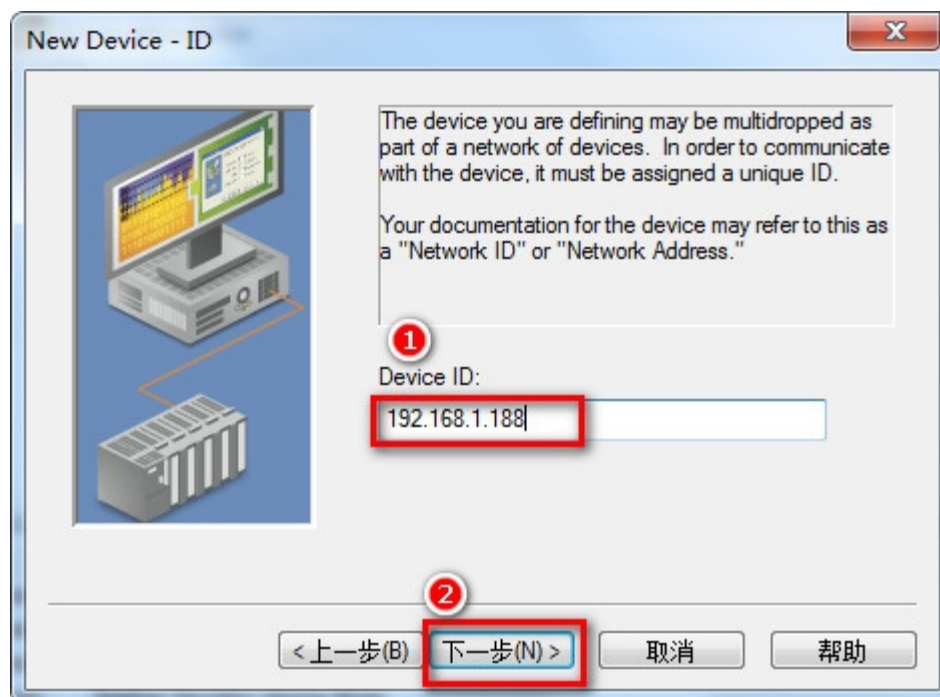 New Device - ID
The device you are defining may be multidropped as
part of a network of devices.  In order to communicate
with the device, it must be assigned a unique ID.
Your documentation for the device may refer to this as
a "Network ID" or "Network Address."
1
Device ID:
192.168.1.188
2
<上一步(B) 下一步(N)> 取消 帮助